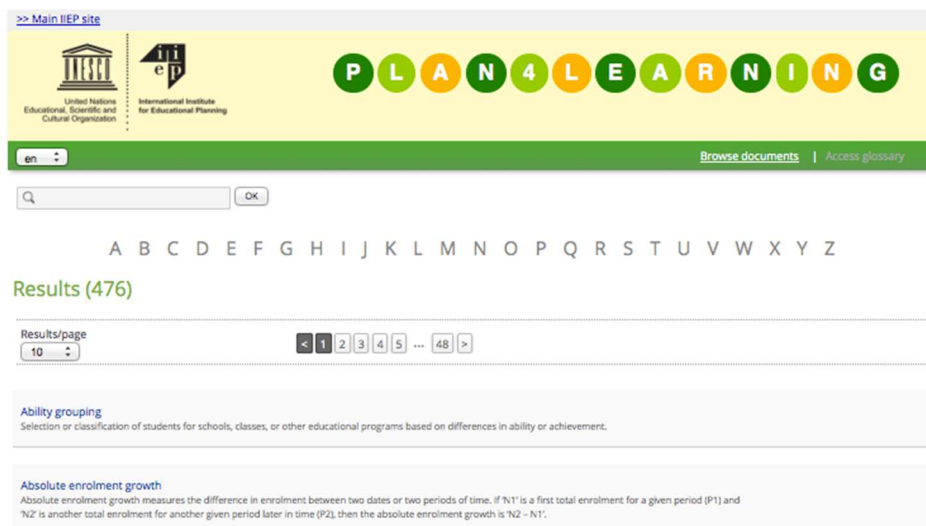 >> Main IIEP site
UNESCO
United Nations
Educational, Scientific and
Cultural Organization
iiep
International Institute
for Educational Planning
PLAN4LEARNING
en
Browse documents | Access glossary
OK
A B C D E F G H I J K L M N O P Q R S T U V W X Y Z
Results (476)
Results/page
10
< 1 2 3 4 5 ... 48 >
Ability grouping
Selection or classification of students for schools, classes, or other educational programs based on differences in ability or achievement.
Absolute enrolment growth
Absolute enrolment growth measures the difference in enrolment between two dates or two periods of time. If 'N1' is a first total enrolment for a given period (P1) and
'N2' is another total enrolment for another given period later in time (P2), then the absolute enrolment growth is 'N2 – N1'.